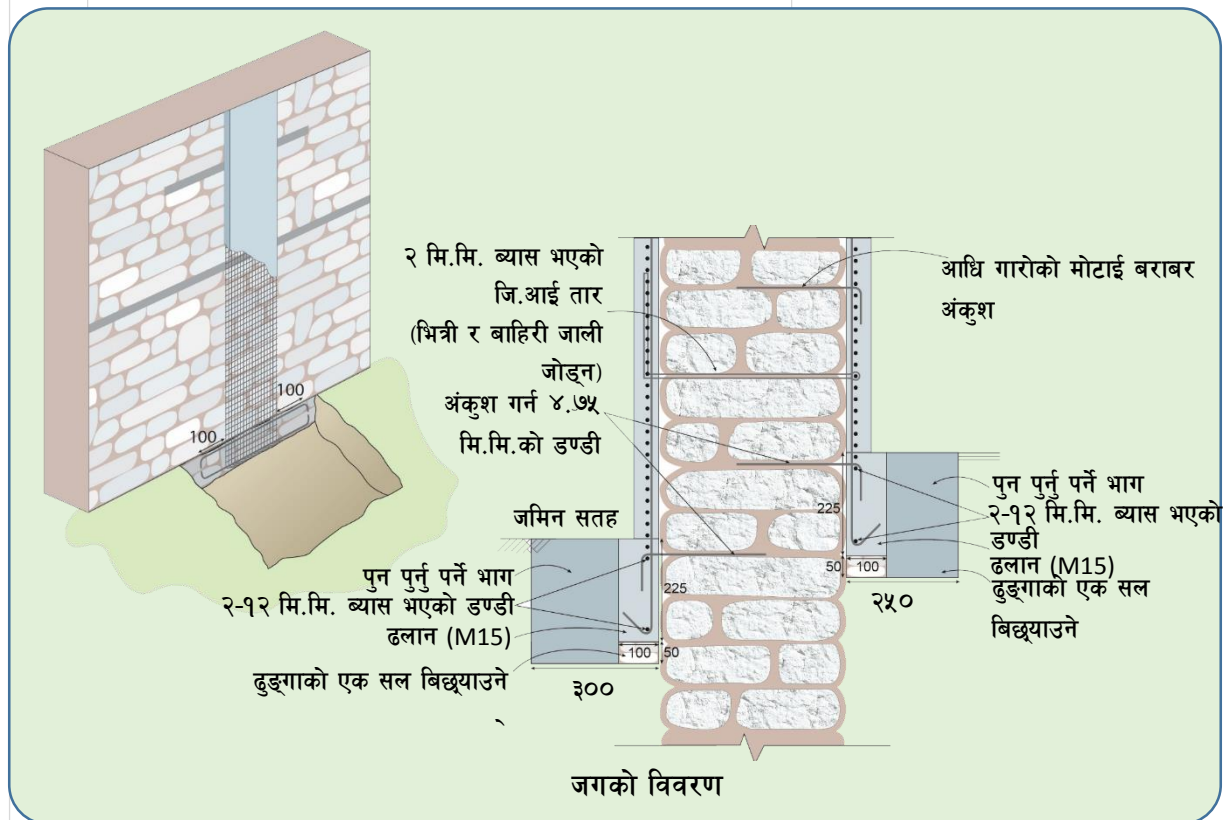 100
100
२ मि.मि. ब्यास भएको
जि.आई तार
(भित्री र बाहिरी जाली
जोड्न)
अंकुश गर्न ४.७५
मि.मि.को डण्डी
आधि गारोको मोटाई बराबर
अंकुश
जमिन सतह
पुन पुर्नु पर्ने भाग
२-१२ मि.मि. ब्यास भएको डण्डी
ढलान (M15)
ढुङ्गाको एक सल बिछ्याउने
225
100
50
३००
225
50
100
२५०
पुन पुर्नु पर्ने भाग
२-१२ मि.मि. ब्यास भएको
डण्डी
ढलान (M15)
ढुङ्गाको एक सल
बिछ्याउने
जगको विवरण